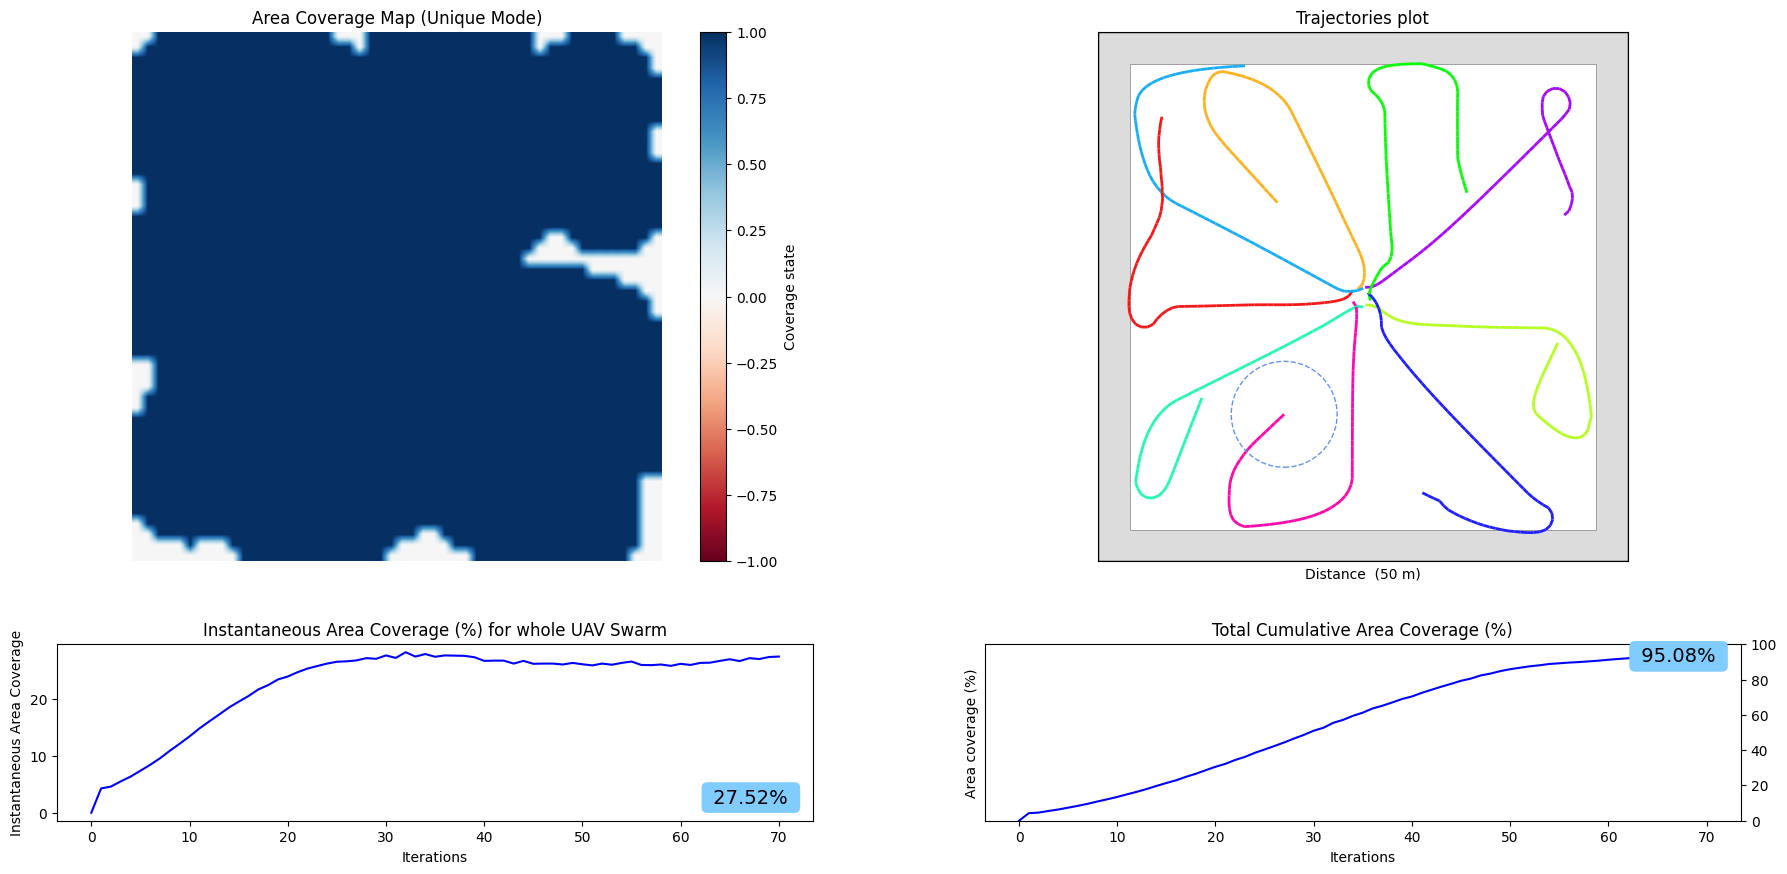 Area Coverage Map (Unique Mode)
1.00
0.75
0.50
0.25
0.00
−0.25
−0.50
−0.75
−1.00
Coverage state
Trajectories plot
Distance  (50 m)
Instantaneous Area Coverage (%) for whole UAV Swarm
Instantaneous Area Coverage
20
10
0
27.52%
0 10 20 30 40 50 60 70
Iterations
Total Cumulative Area Coverage (%)
Area coverage (%)
95.08%
100
80
60
40
20
0
0 10 20 30 40 50 60 70
Iterations